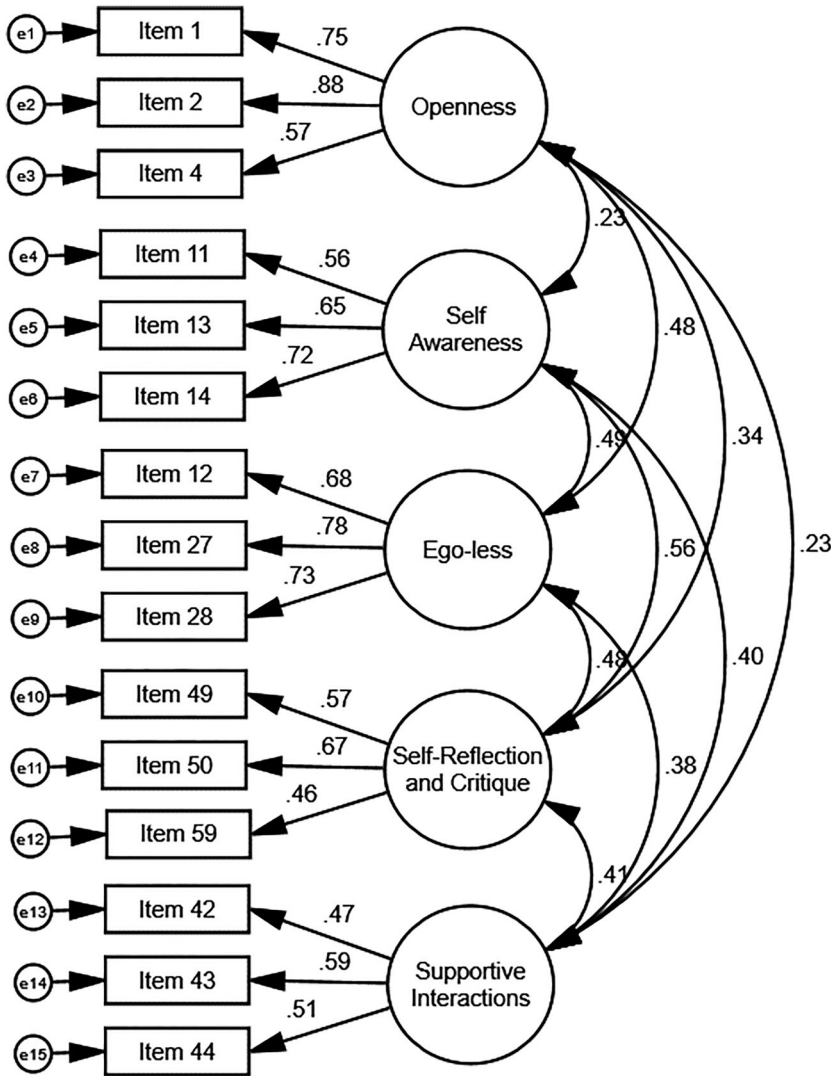 e1
Item 1
.75
Openness
e2
Item 2
.88
e3
Item 4
.57
.23
e4
Item 11
.56
Self
Awareness
e5
Item 13
.65
.48
e6
Item 14
.72
.49
.34
e7
Item 12
.68
Ego-less
e8
Item 27
.78
.56
.23
e9
Item 28
.73
.48
.40
e10
Item 49
.57
Self-Reflection
and Critique
e11
Item 50
.67
.38
e12
Item 59
.46
.41
e13
Item 42
.47
Supportive
Interactions
e14
Item 43
.59
e15
Item 44
.51